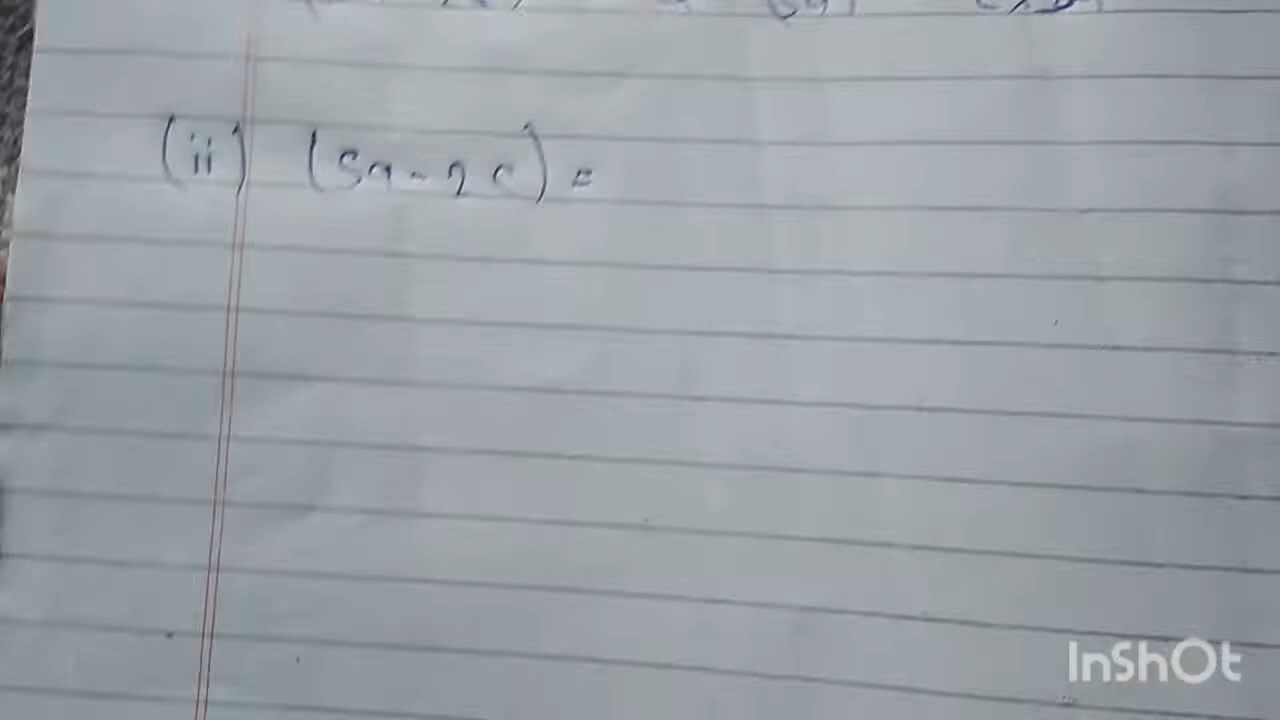 (ii) (5a-2c) =
InShOt